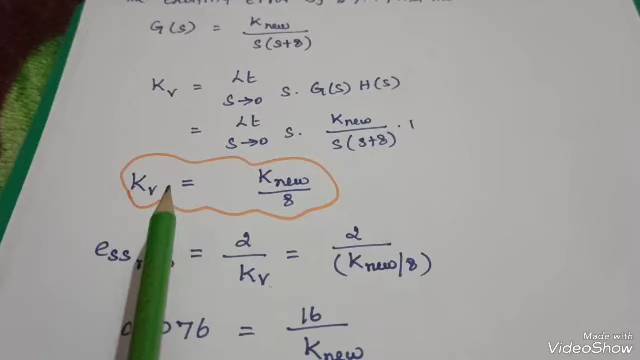 G(s) = Knew / s(s+8)
Kv = Lt s→0 s. G(s) H(s)
= Lt s→0 s. Knew / s(s+8) . 1
Kv = Knew / 8
ess = 2 / Kv = 2 / (Knew/8)
076 = 16 / Knew
Made with
VideoShow